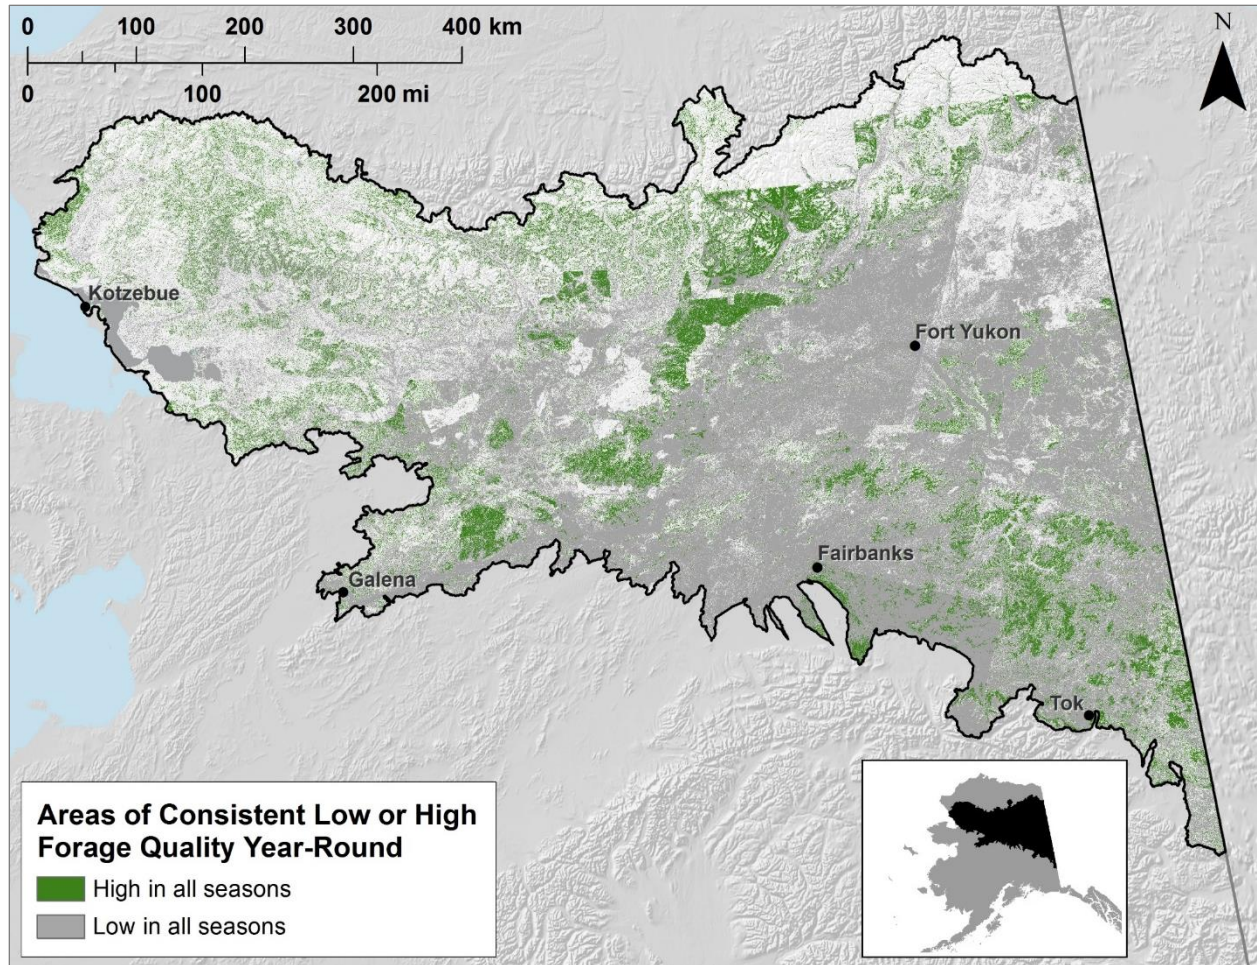 0 100 200 300 400 km
0 100 200 mi
N
Kotzebue
Fort Yukon
Fairbanks
Galena
Tok
Areas of Consistent Low or High
Forage Quality Year-Round
High in all seasons
Low in all seasons